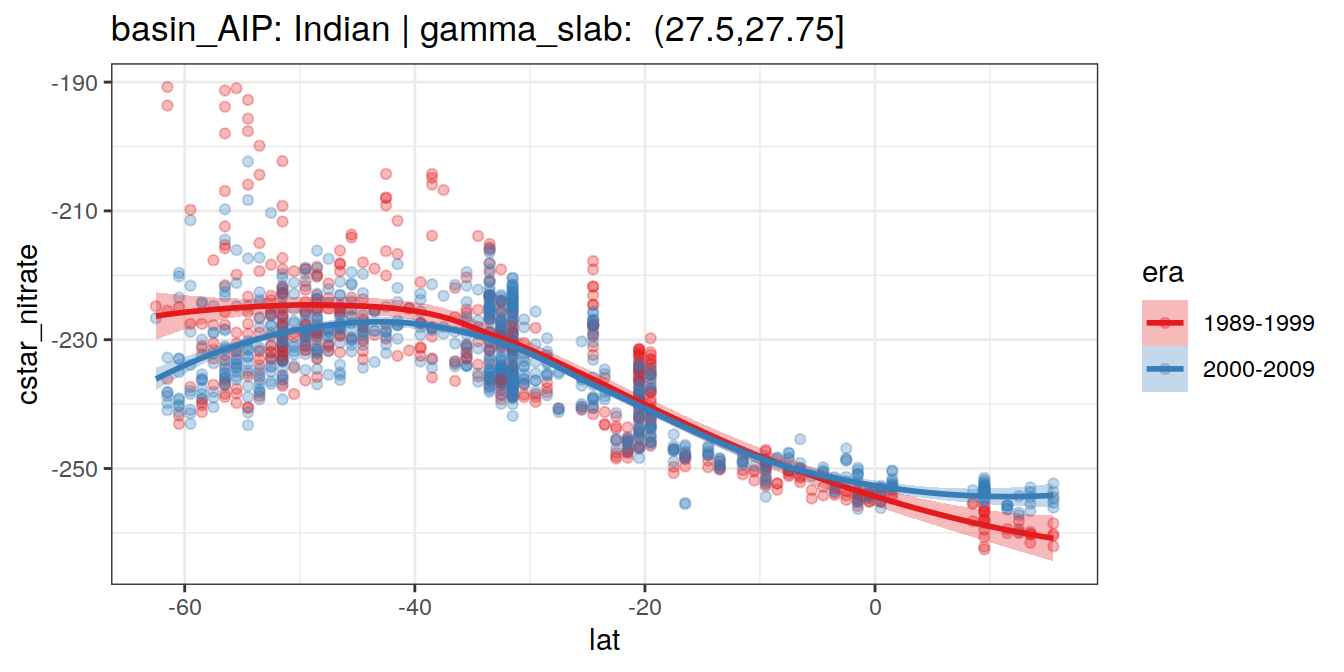 basin_AIP: Indian | gamma_slab:  (27.5,27.75]
-190
-210
-230
-250
cstar_nitrate
-60
-40
-20
0
lat
era
1989-1999
2000-2009